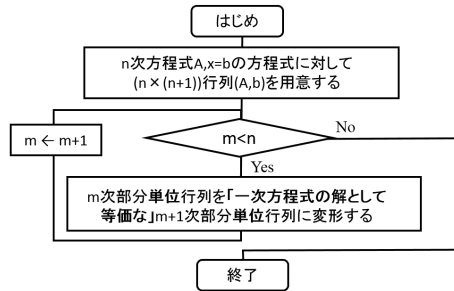 はじめ
n次方程式A,x=bの方程式に対して
(n×(n+1))行列(A,b)を用意する
m ← m+1
m<n
No
Yes
m次部分単位行列を「一次方程式の解として
等価な」m+1次部分単位行列に変形する
終了